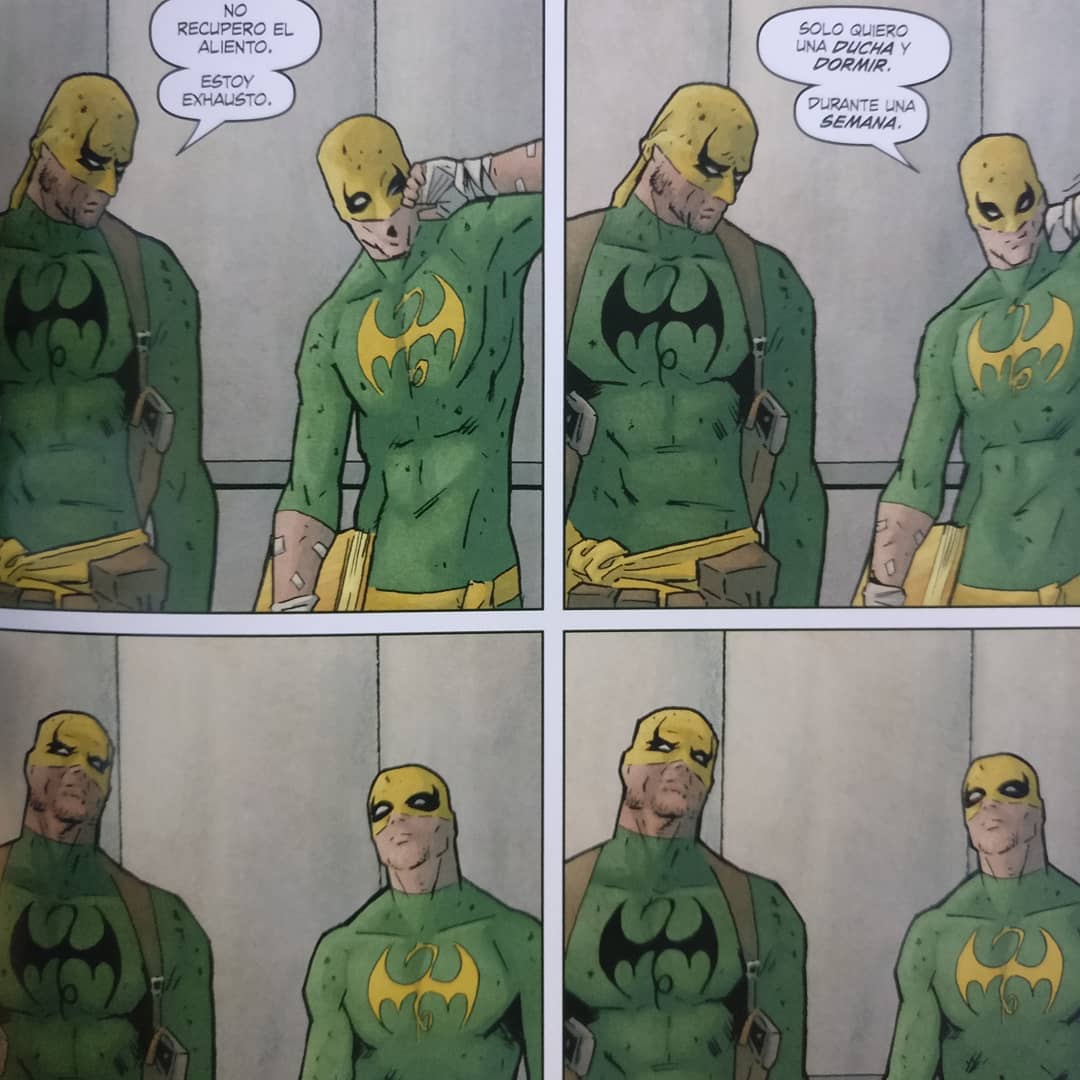 NO
RECUPERO EL
ALIENTO.
ESTOY
EXHAUSTO.
SOLO QUIERO
UNA DUCHA Y
DORMIR.
DURANTE UNA
SEMANA.